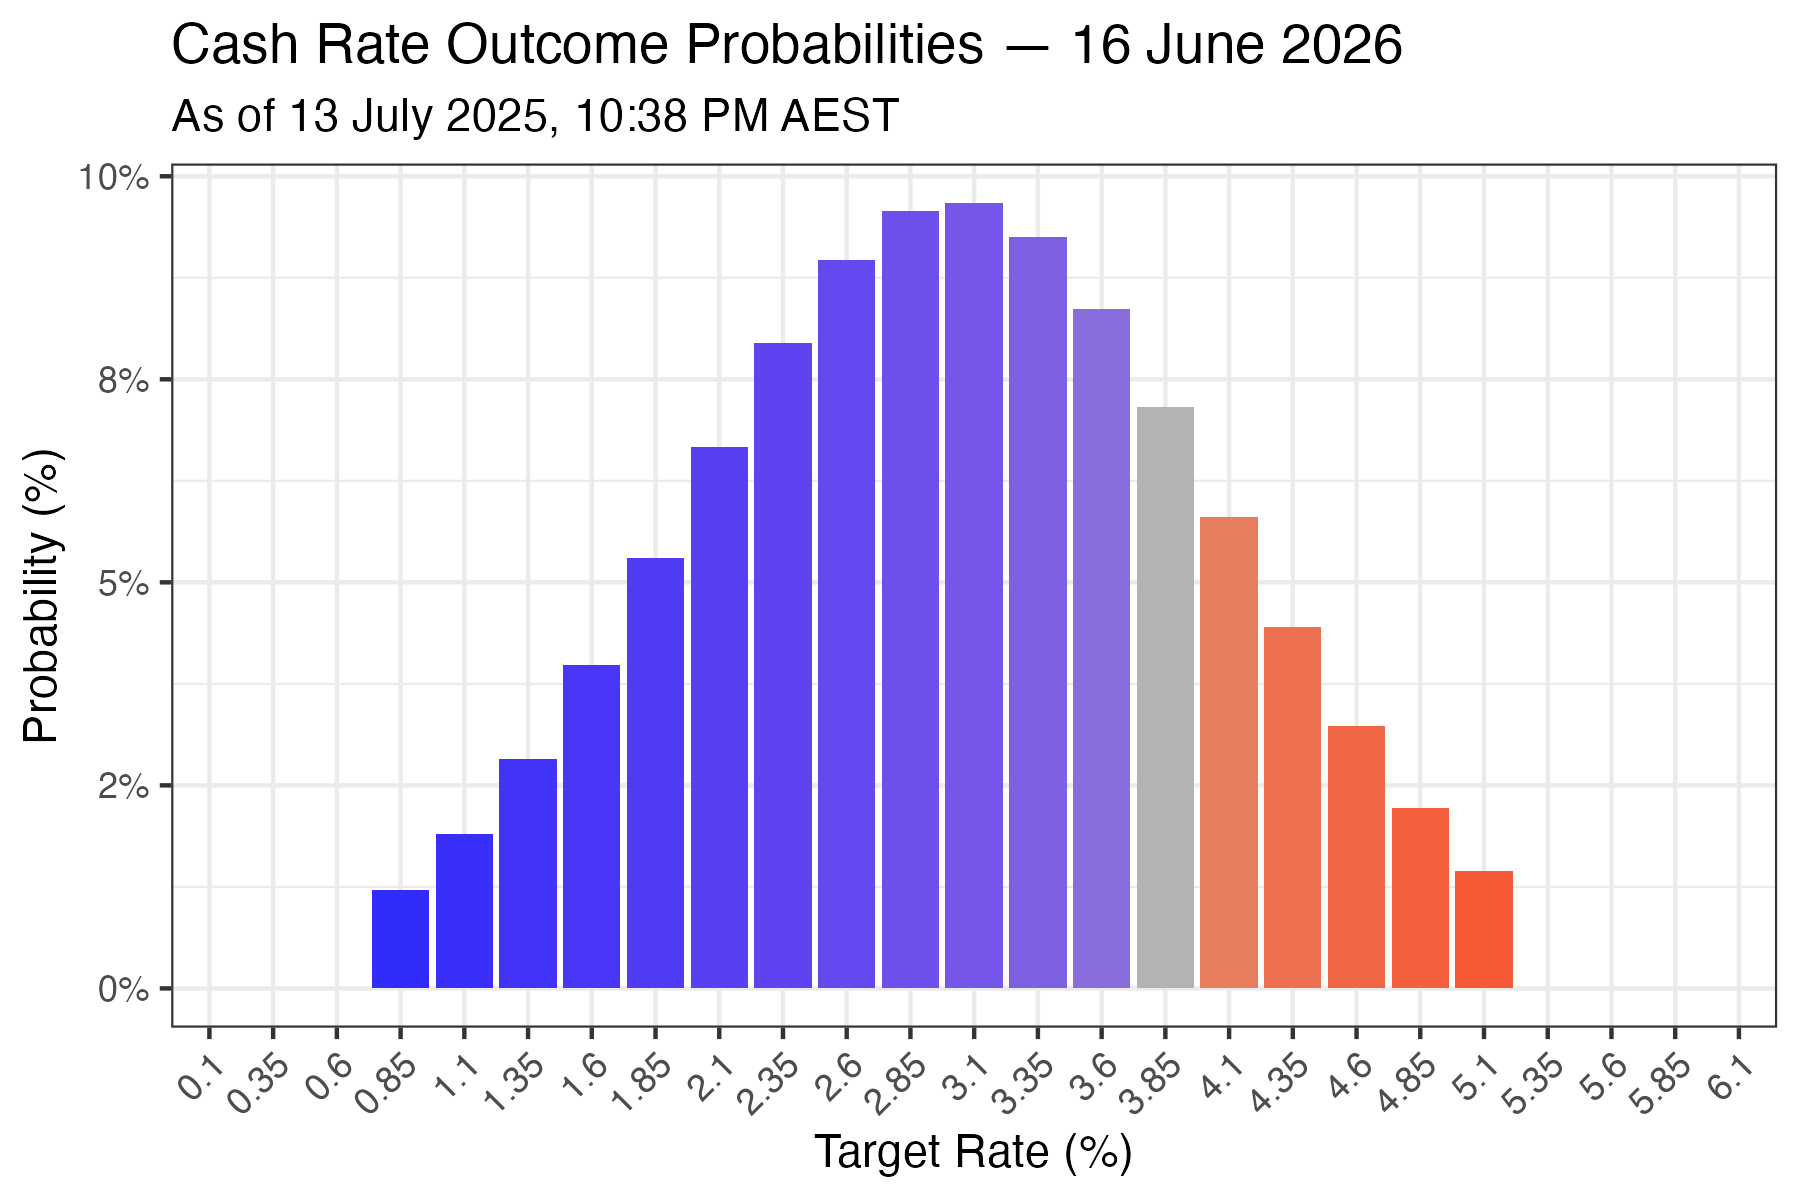 Cash Rate Outcome Probabilities — 16 June 2026
As of 13 July 2025, 10:38 PM AEST
Probability (%)
10%
8%
5%
2%
0%
0.1 0.35 0.6 0.85 1.1 1.35 1.6 1.85 2.1 2.35 2.6 2.85 3.1 3.35 3.6 3.85 4.1 4.35 4.6 4.85 5.1 5.35 5.6 5.85 6.1
Target Rate (%)